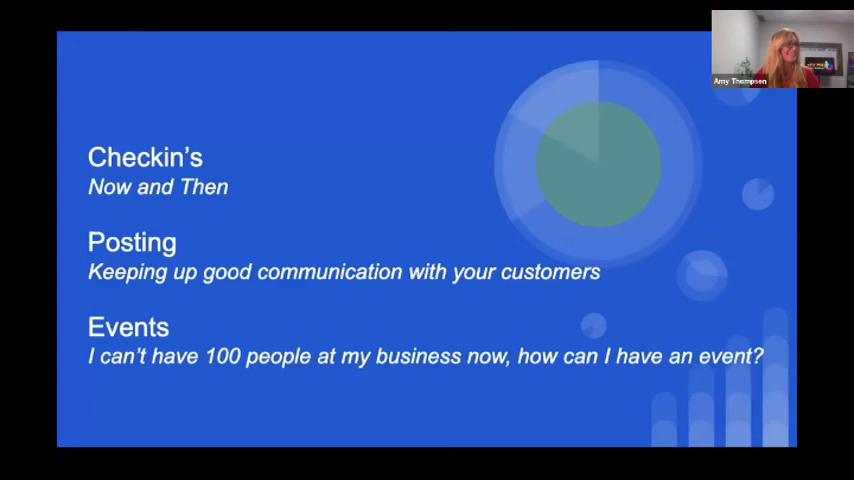 Amy Thompson
Checkin's
Now and Then
Posting
Keeping up good communication with your customers
Events
I can't have 100 people at my business now, how can I have an event?